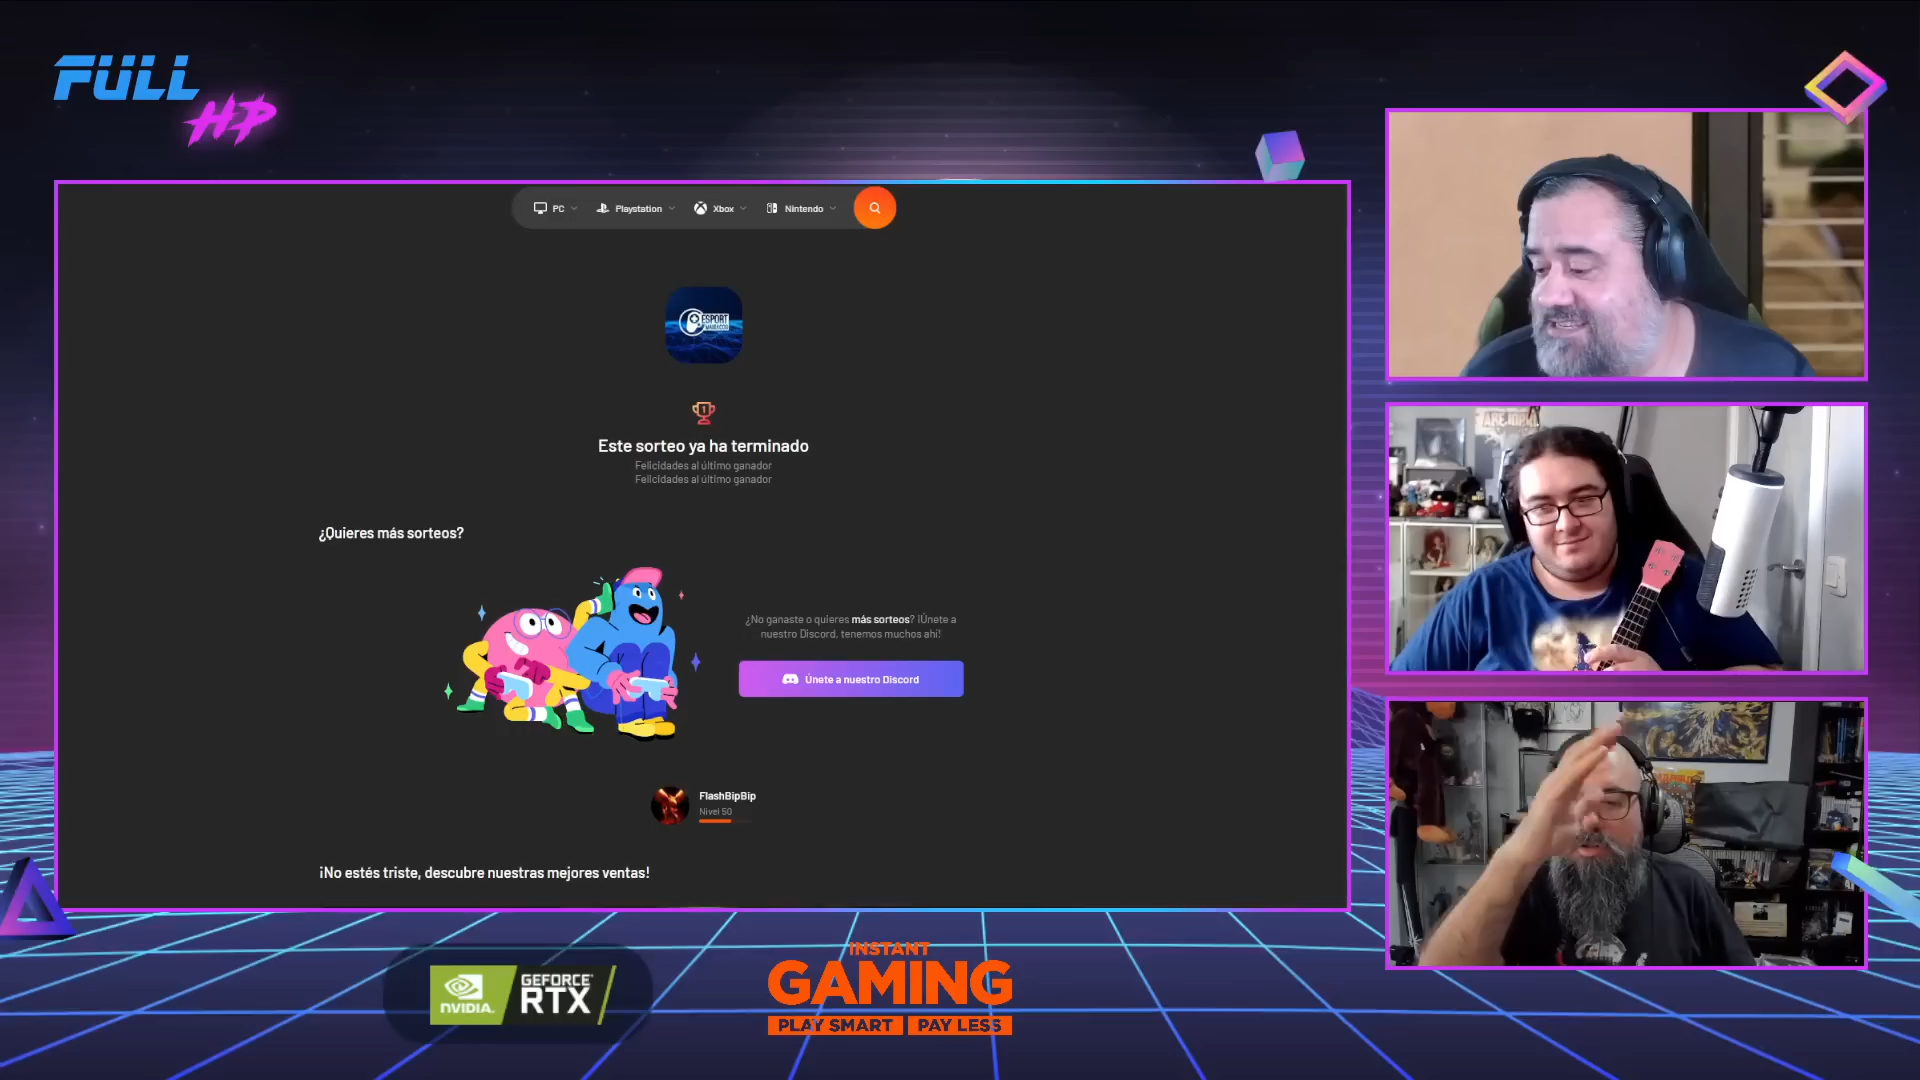 FULL
HP
PC
Playstation
Xbox
Nintendo
ESPORT
Este sorteo ya ha terminado
Felicidades al último ganador
Felicidades al último ganador
¿Quieres más sorteos?
¿No ganaste o quieres más sorteos? ¡Únete a
nuestro Discord, tenemos muchos ahí!
Únete a nuestro Discord
FlashBipBip
Nivel 50
¡No estés triste, descubre nuestras mejores ventas!
NVIDIA.
GEFORCE
RTX
INSTANT
GAMING
PLAY SMART PAY LESS